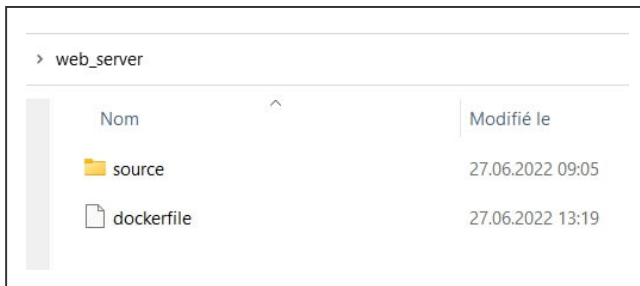 web_server
Nom Modifié le
source 27.06.2022 09:05
dockerfile 27.06.2022 13:19